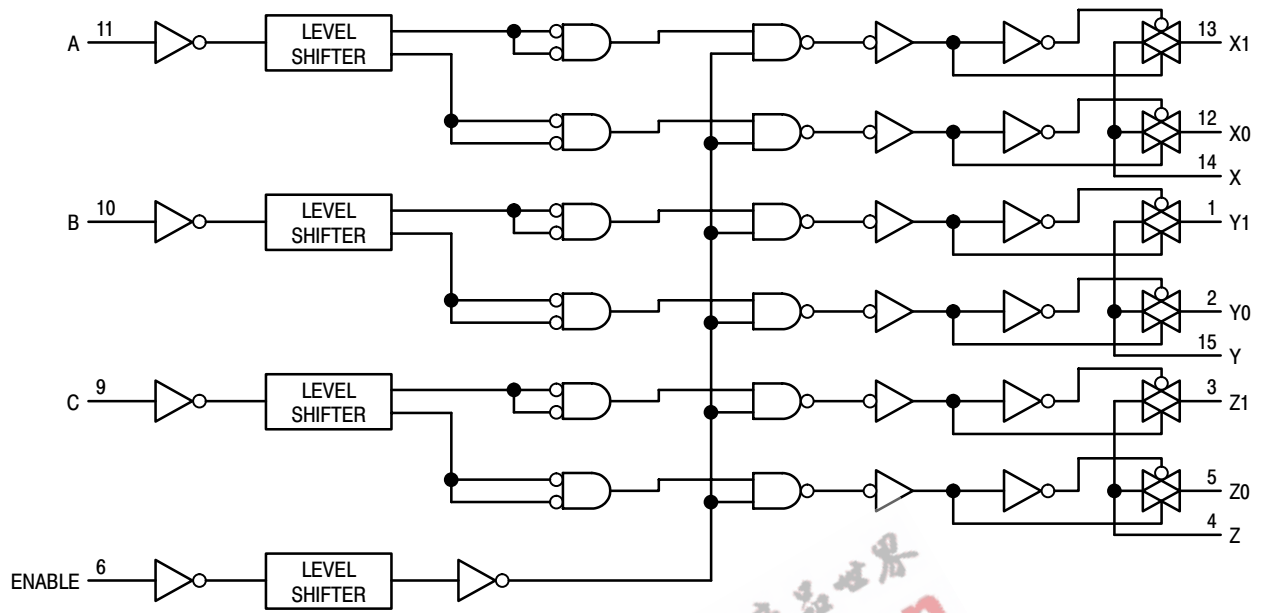 A 11 LEVEL SHIFTER 13 X1
12 X0
14 X
B 10 LEVEL SHIFTER 1 Y1
2 Y0
15 Y
C 9 LEVEL SHIFTER 3 Z1
5 Z0
4 Z
ENABLE 6 LEVEL SHIFTER